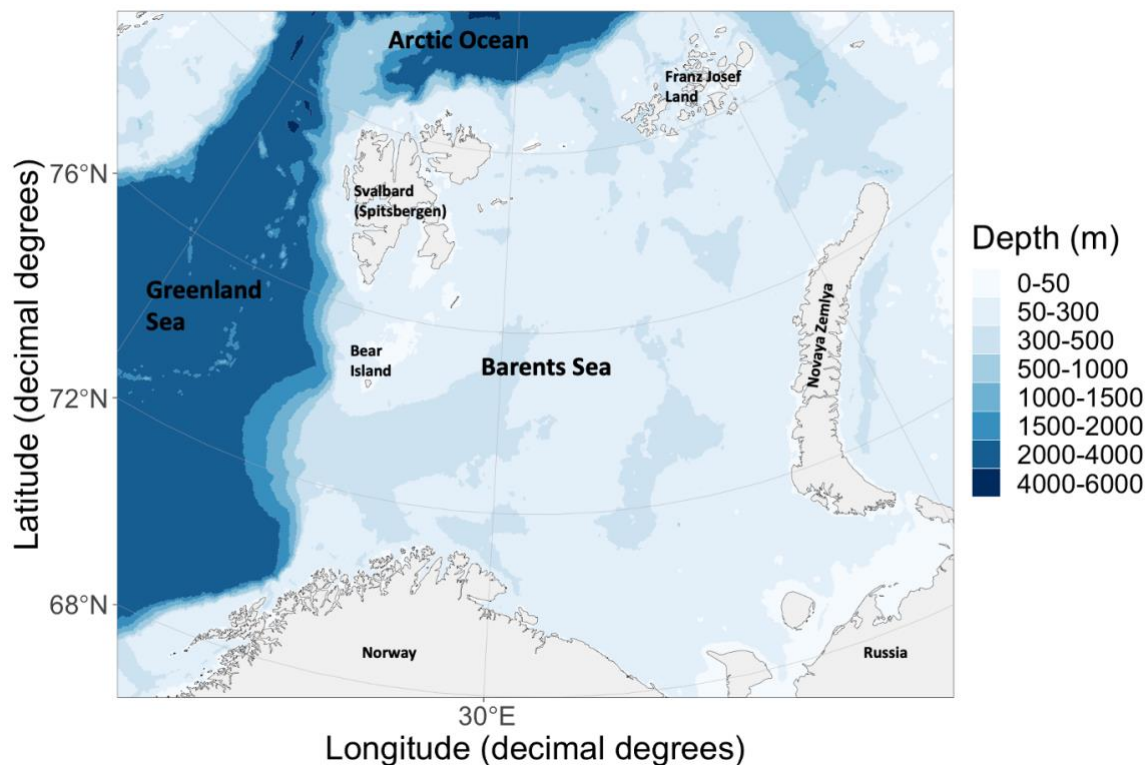 Arctic Ocean
Franz Josef
Land
76°N
Svalbard
(Spitsbergen)
Greenland
Sea
Novaya Zemlya
Bear
Island
Barents Sea
72°N
68°N
Norway
Russia
30°E
Latitude (decimal degrees)
Longitude (decimal degrees)
Depth (m)
0-50
50-300
300-500
500-1000
1000-1500
1500-2000
2000-4000
4000-6000